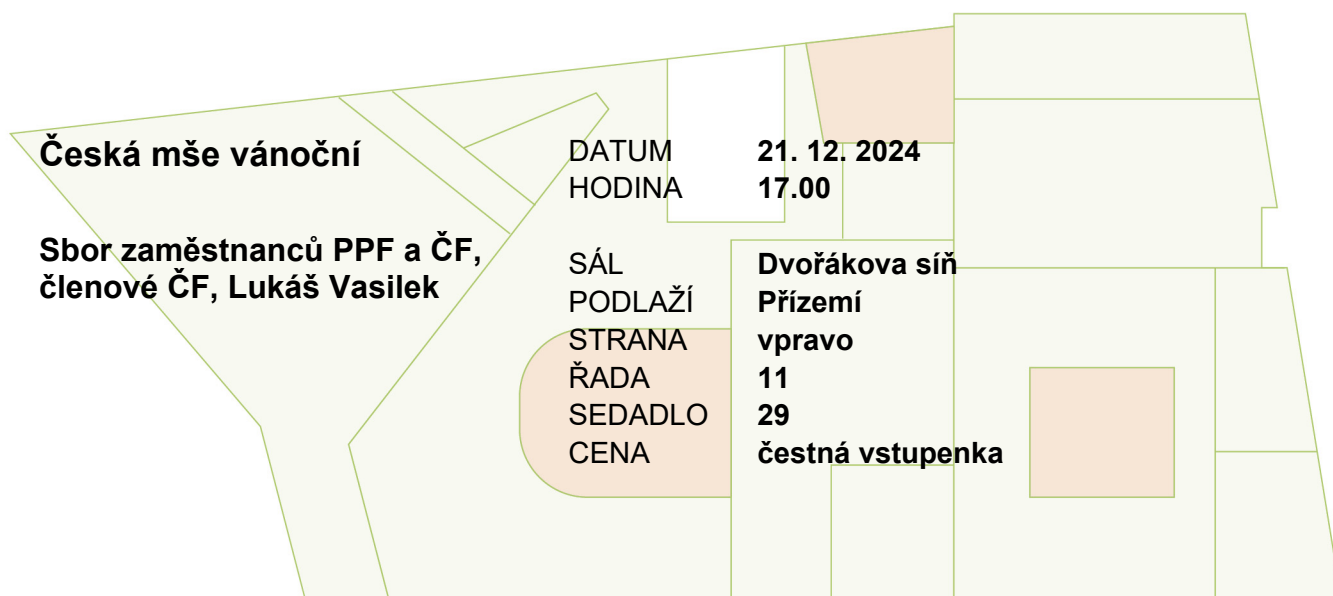 Česká mše vánoční
Sbor zaměstnanců PPF a ČF,
členové ČF, Lukáš Vasilek
DATUM 21. 12. 2024
HODINA 17.00
SÁL Dvořákova síň
PODLAŽÍ Přízemí
STRANA vpravo
ŘADA 11
SEDADLO 29
CENA čestná vstupenka